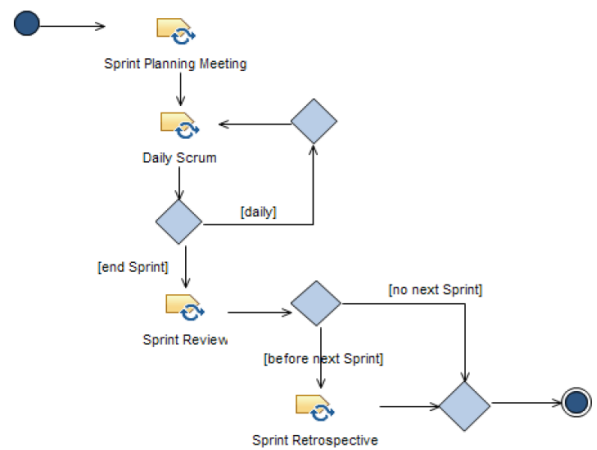 Sprint Planning Meeting
Daily Scrum
[daily]
[end Sprint]
[no next Sprint]
Sprint Review
[before next Sprint]
Sprint Retrospective